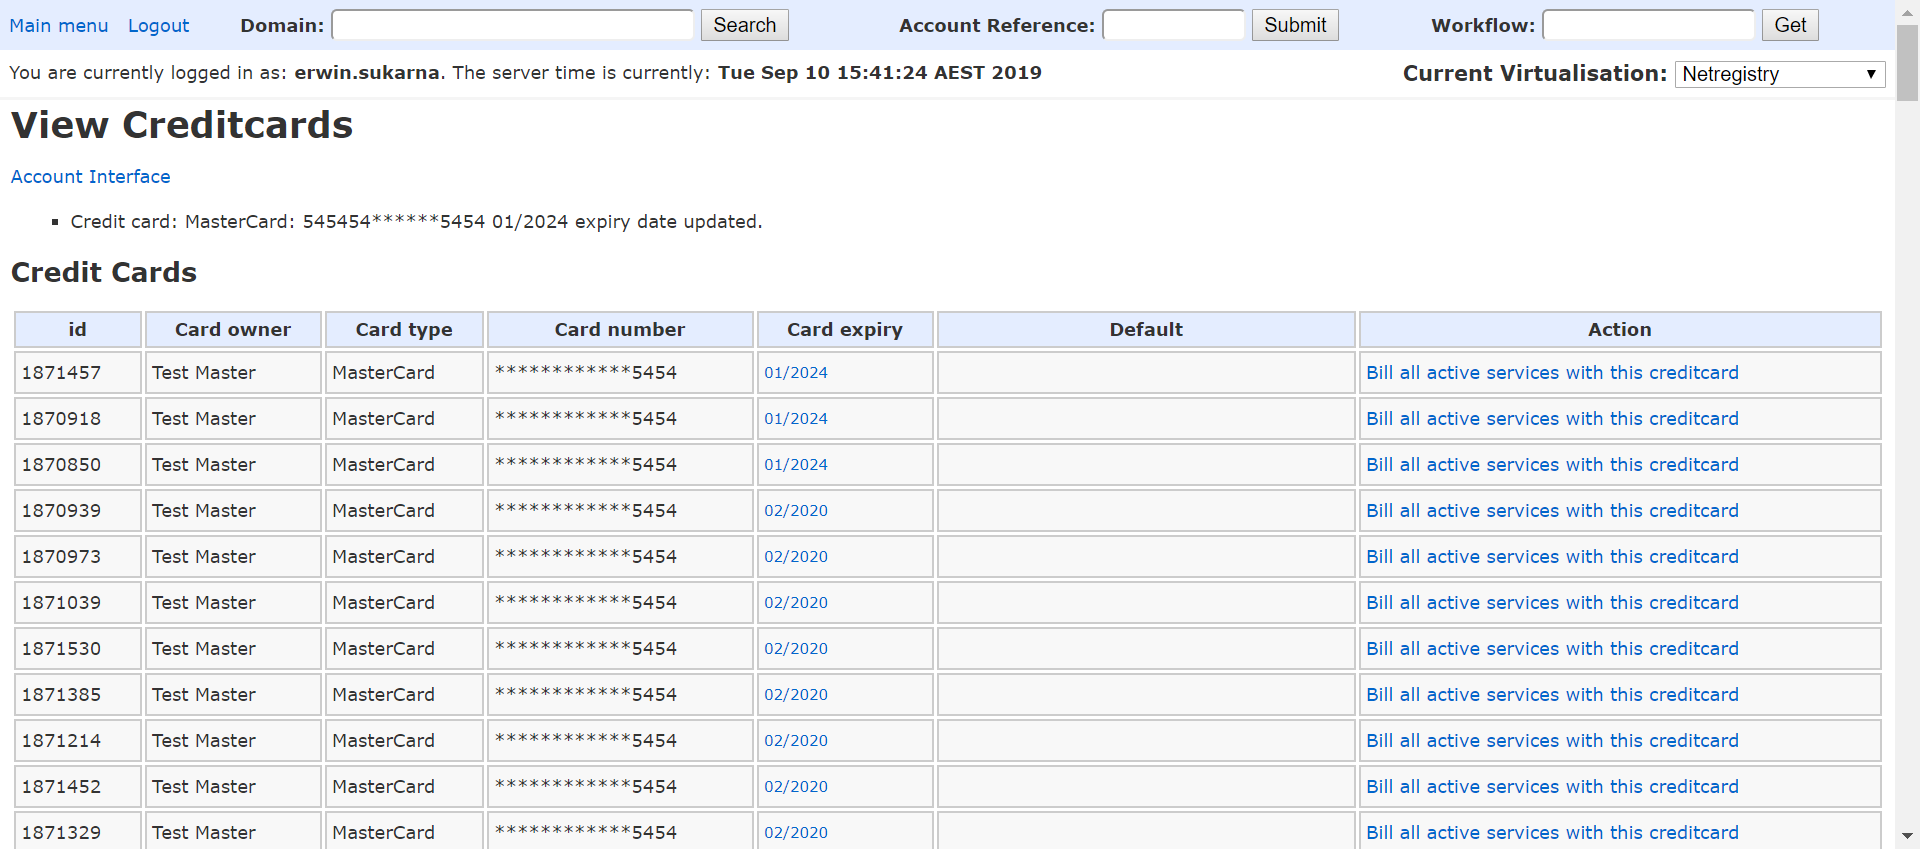 Main menu Logout Domain: Search Account Reference: Submit Workflow: Get
You are currently logged in as: erwin.sukarna. The server time is currently: Tue Sep 10 15:41:24 AEST 2019 Current Virtualisation: Netregistry
View Creditcards
Account Interface
Credit card: MasterCard: 545454******5454 01/2024 expiry date updated.
Credit Cards
id Card owner Card type Card number Card expiry Default Action
1871457 Test Master MasterCard ************5454 01/2024 Bill all active services with this creditcard
1870918 Test Master MasterCard ************5454 01/2024 Bill all active services with this creditcard
1870850 Test Master MasterCard ************5454 01/2024 Bill all active services with this creditcard
1870939 Test Master MasterCard ************5454 02/2020 Bill all active services with this creditcard
1870973 Test Master MasterCard ************5454 02/2020 Bill all active services with this creditcard
1871039 Test Master MasterCard ************5454 02/2020 Bill all active services with this creditcard
1871530 Test Master MasterCard ************5454 02/2020 Bill all active services with this creditcard
1871385 Test Master MasterCard ************5454 02/2020 Bill all active services with this creditcard
1871214 Test Master MasterCard ************5454 02/2020 Bill all active services with this creditcard
1871452 Test Master MasterCard ************5454 02/2020 Bill all active services with this creditcard
1871329 Test Master MasterCard ************5454 02/2020 Bill all active services with this creditcard